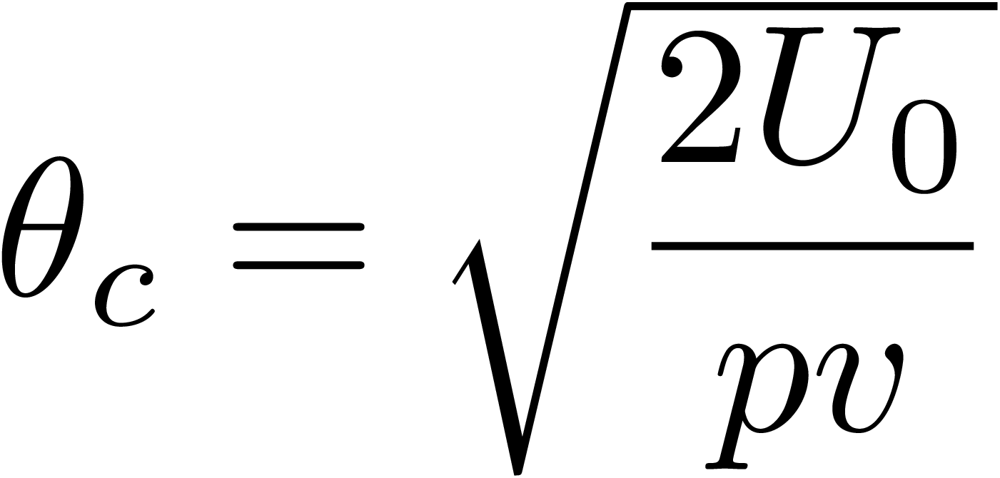 θ_c = √(2U_0 / pv)